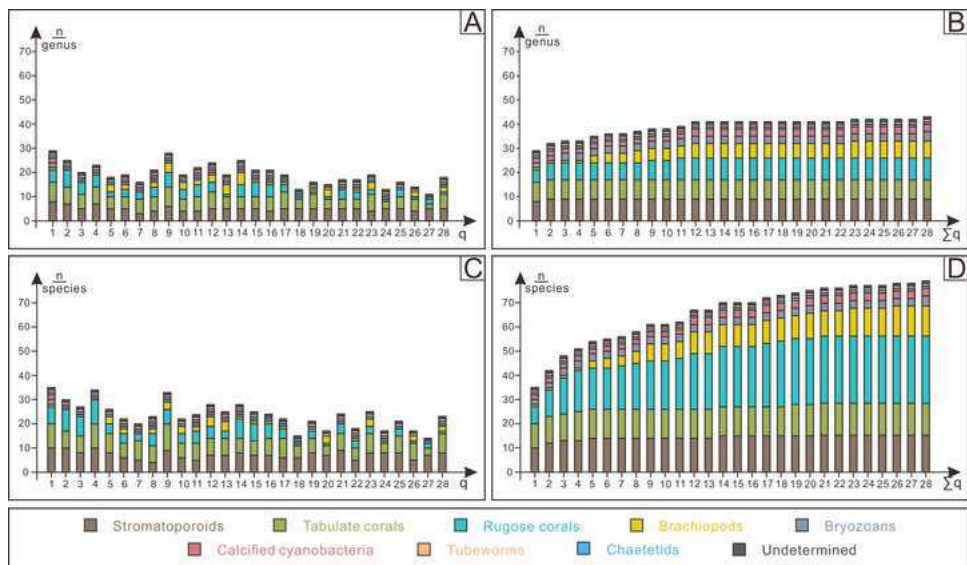 A
n
genus
70
60
50
40
30
20
10
0
1 2 3 4 5 6 7 8 9 10 11 12 13 14 15 16 17 18 19 20 21 22 23 24 25 26 27 28 q
B
n
genus
70
60
50
40
30
20
10
0
1 2 3 4 5 6 7 8 9 10 11 12 13 14 15 16 17 18 19 20 21 22 23 24 25 26 27 28 ∑q
C
n
species
70
60
50
40
30
20
10
0
1 2 3 4 5 6 7 8 9 10 11 12 13 14 15 16 17 18 19 20 21 22 23 24 25 26 27 28 q
D
n
species
70
60
50
40
30
20
10
0
1 2 3 4 5 6 7 8 9 10 11 12 13 14 15 16 17 18 19 20 21 22 23 24 25 26 27 28 ∑q
Stromatoporoids Tabulate corals Rugose corals Brachiopods Bryozoans
Calcified cyanobacteria Tubeworms Chaetetids Undetermined